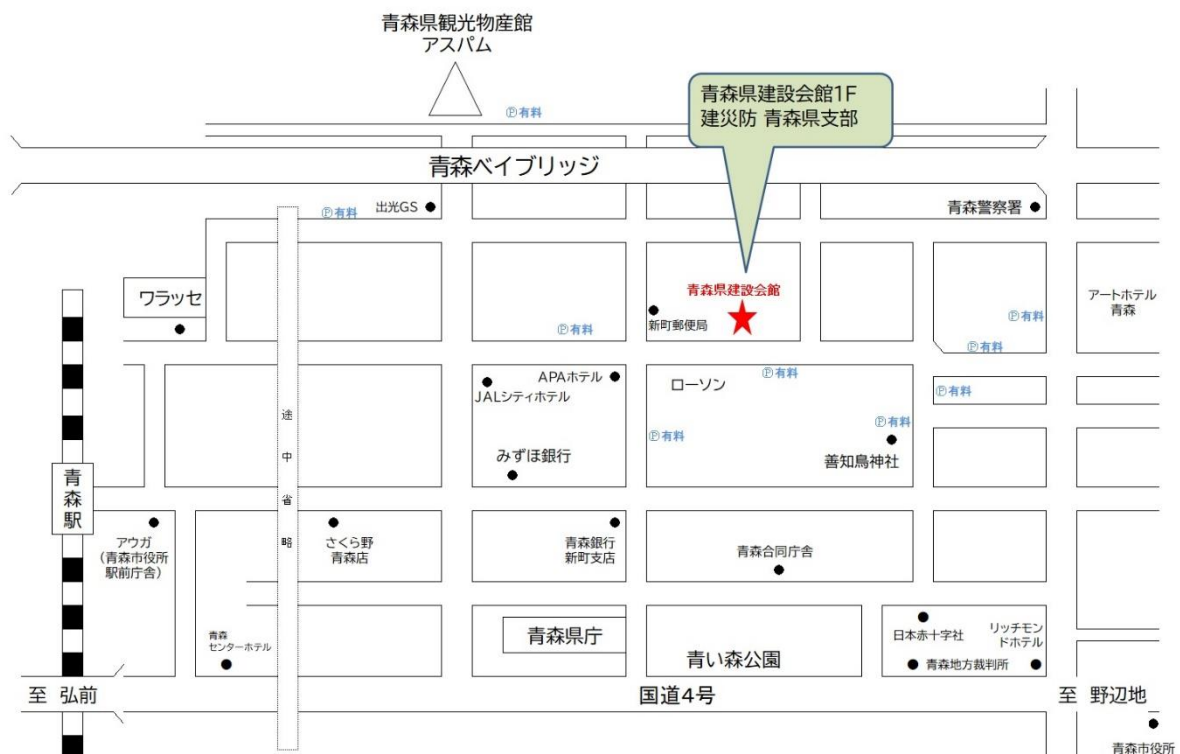 青森県観光物産館
アスパム
青森県建設会館1F
建災防 青森県支部
Ⓟ有料
青森ベイブリッジ
Ⓟ有料
出光GS
青森警察署
ワラッセ
青森県建設会館
新町郵便局
Ⓟ有料
Ⓟ有料
Ⓟ有料
アートホテル
青森
APAホテル
JALシティホテル
ローソン
Ⓟ有料
Ⓟ有料
Ⓟ有料
Ⓟ有料
みずほ銀行
善知鳥神社
途中省略
青森駅
アウガ
(青森市役所
駅前庁舎)
さくら野
青森店
青森銀行
新町支店
青森合同庁舎
青森
センターホテル
青森県庁
青い森公園
日本赤十字社
リッチモン
ドホテル
青森地方裁判所
至 弘前
国道4号
至 野辺地
青森市役所